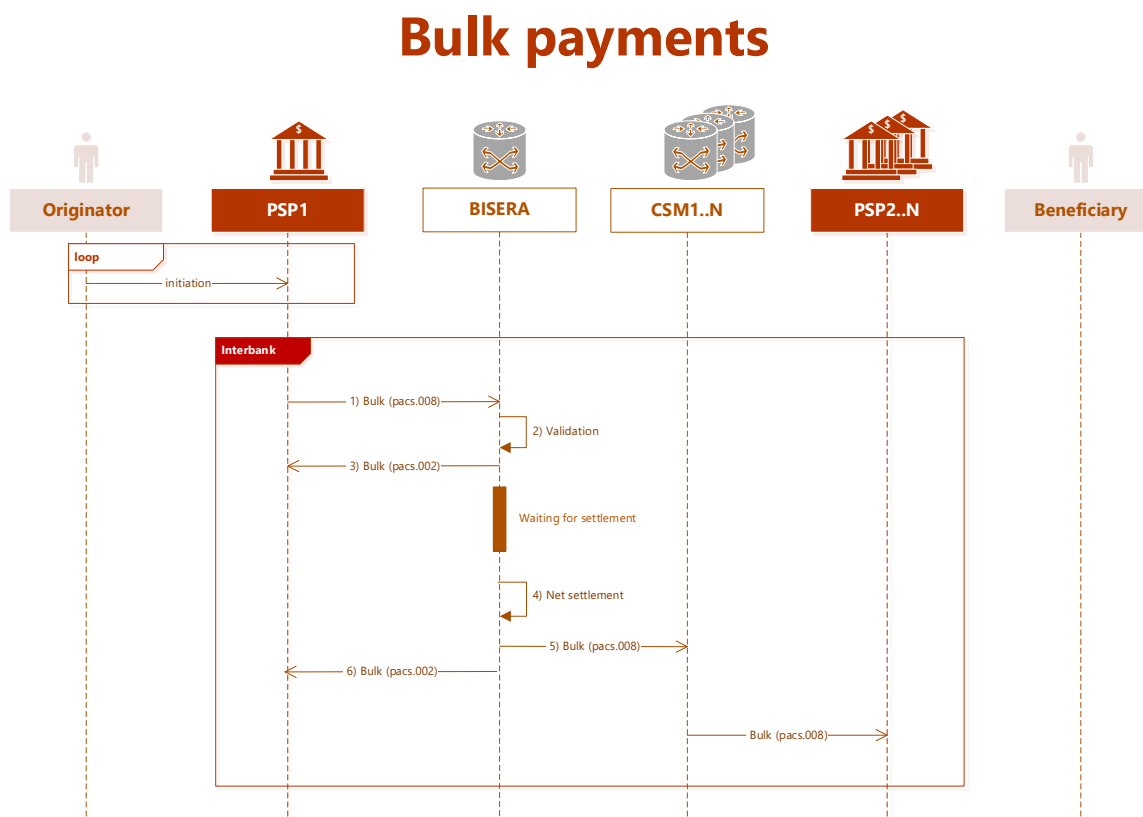 Bulk payments
$
$
$
$
Originator
PSP1
BISERA
CSM1..N
PSP2..N
Beneficiary
loop
initiation
Interbank
1) Bulk (pacs.008)
2) Validation
3) Bulk (pacs.002)
Waiting for settlement
4) Net settlement
5) Bulk (pacs.008)
6) Bulk (pacs.002)
Bulk (pacs.008)